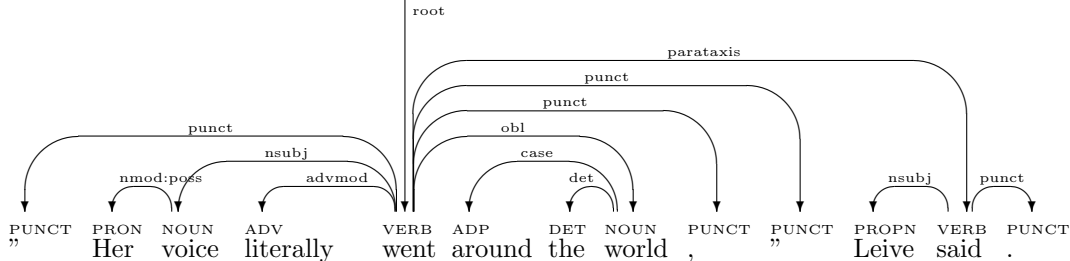 root
parataxis
punct
punct
punct obl
nsubj case
nmod:poss advmod det nsubj punct
PUNCT PRON NOUN ADV VERB ADP DET NOUN PUNCT PUNCT PROPN VERB PUNCT
” Her voice literally went around the world , ” Leive said .